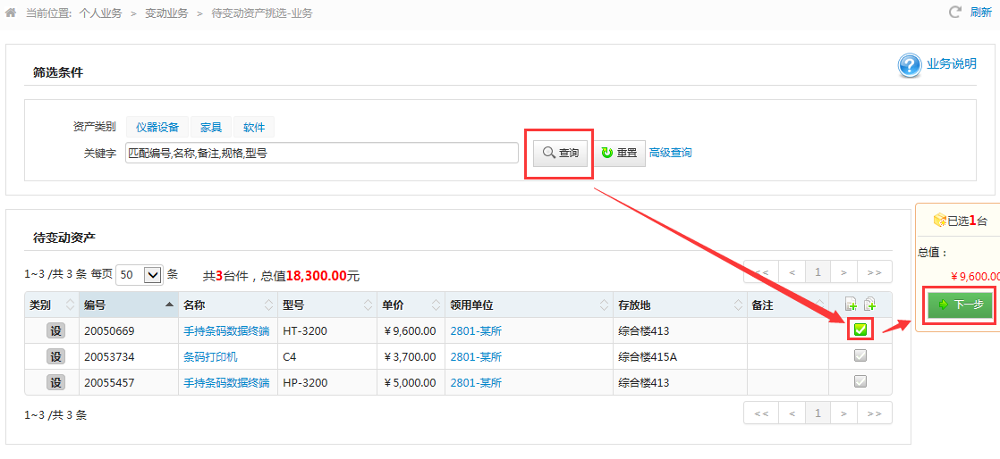 当前位置: 个人业务 > 变动业务 > 待变动资产挑选-业务 刷新
筛选条件 业务说明
资产类别 仪器设备 家具 软件
关键字 匹配编号,名称,备注,规格,型号 查询 重置 高级查询
待变动资产
1~3 /共 3 条 每页 50 条 共3台件，总值18,300.00元 << < 1 > >>
类别 编号 名称 型号 单价 领用单位 存放地 备注
设 20050669 手持条码数据终端 HT-3200 ￥9,600.00 2801-某所 综合楼413
设 20053734 条码打印机 C4 ￥3,700.00 2801-某所 综合楼415A
设 20055457 手持条码数据终端 HP-3200 ￥5,000.00 2801-某所 综合楼413
1~3 /共 3 条 << < 1 > >>
已选1台
总值：
￥9,600.00
下一步